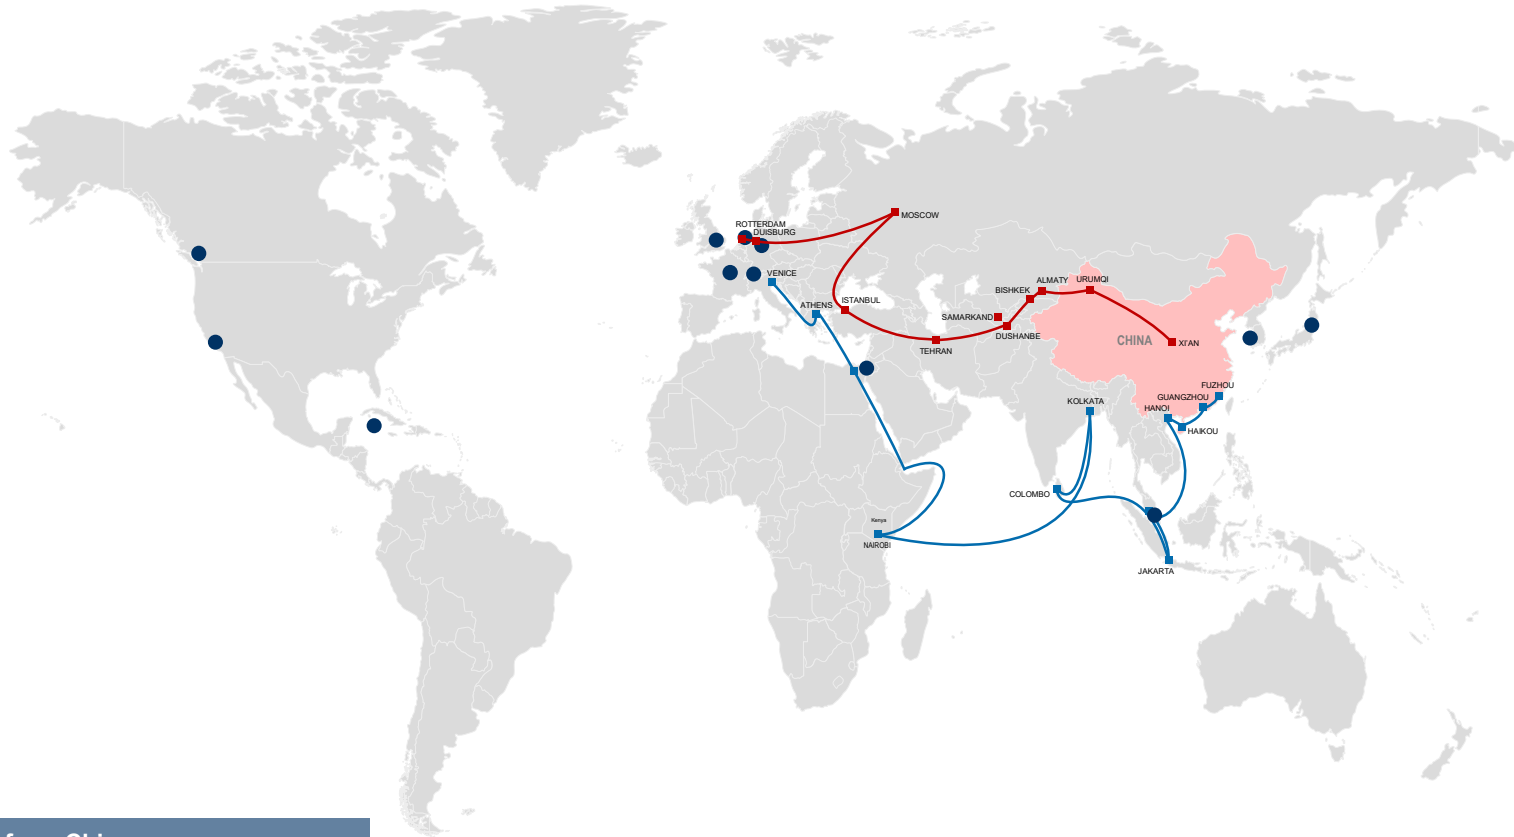 ROTTERDAM
DUISBURG
MOSCOW
VENICE
ATHENS
ISTANBUL
TEHRAN
SAMARKAND
DUSHANBE
BISHKEK
ALMATY
URUMQI
CHINA
XI'AN
FUZHOU
GUANGZHOU
HANOI
HAIKOU
KOLKATA
COLOMBO
JAKARTA
Kenya
NAIROBI